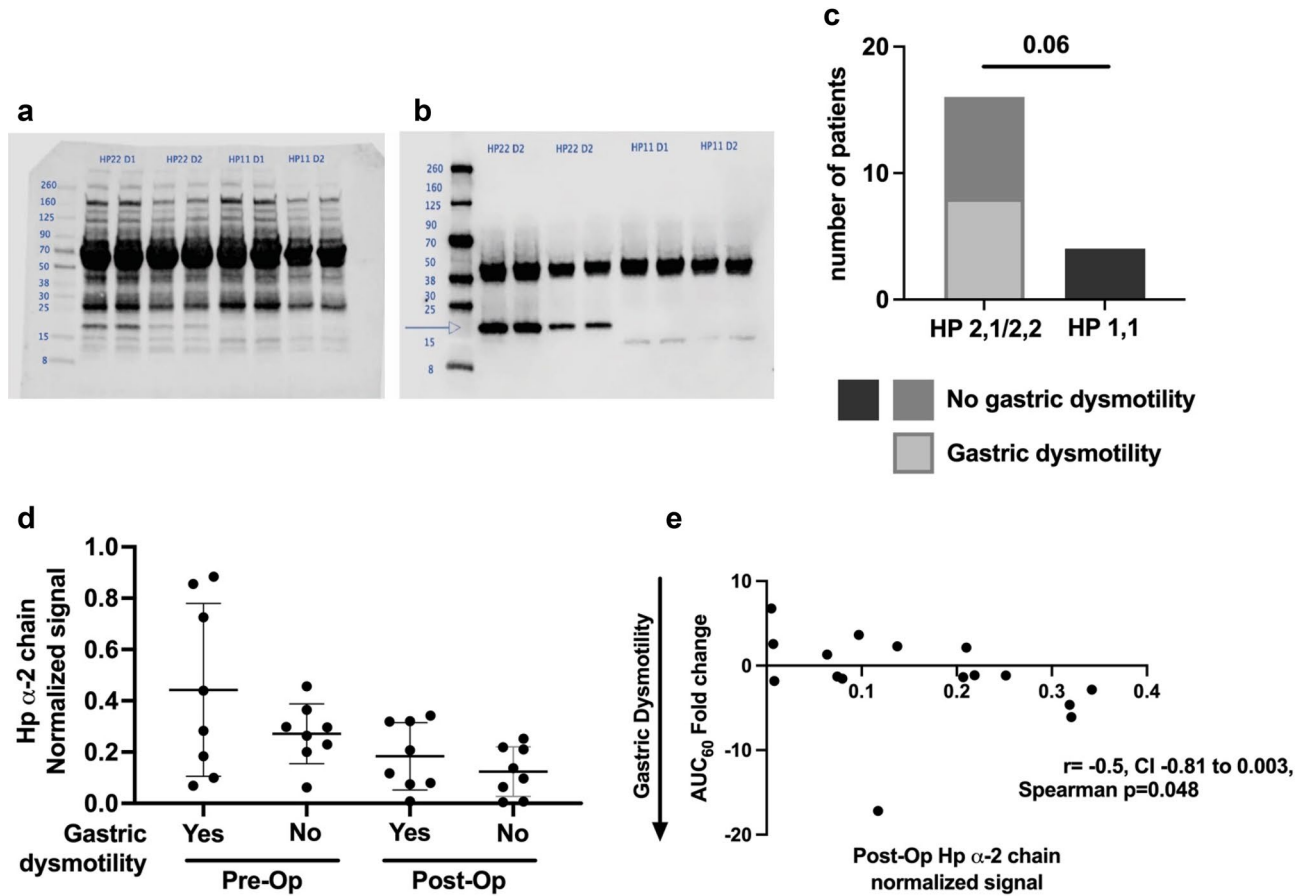 a
HP22 D1 HP22 D2 HP11 D1 HP11 D2
260
160
125
90
70
50
38
30
25
15
8
b
HP22 D2 HP22 D2 HP11 D1 HP11 D2
260
160
125
90
70
50
38
30
25
15
8
c
number of patients
20
10
0
0.06
HP 2,1/2,2 HP 1,1
No gastric dysmotility
Gastric dysmotility
d
Hp α-2 chain
Normalized signal
1.0
0.8
0.6
0.4
0.2
0.0
Gastric
dysmotility
Yes No Yes No
Pre-Op Post-Op
e
Gastric Dysmotility
AUC60 Fold change
10
0
-10
-20
0.1 0.2 0.3 0.4
r= -0.5, CI -0.81 to 0.003,
Spearman p=0.048
Post-Op Hp α-2 chain
normalized signal